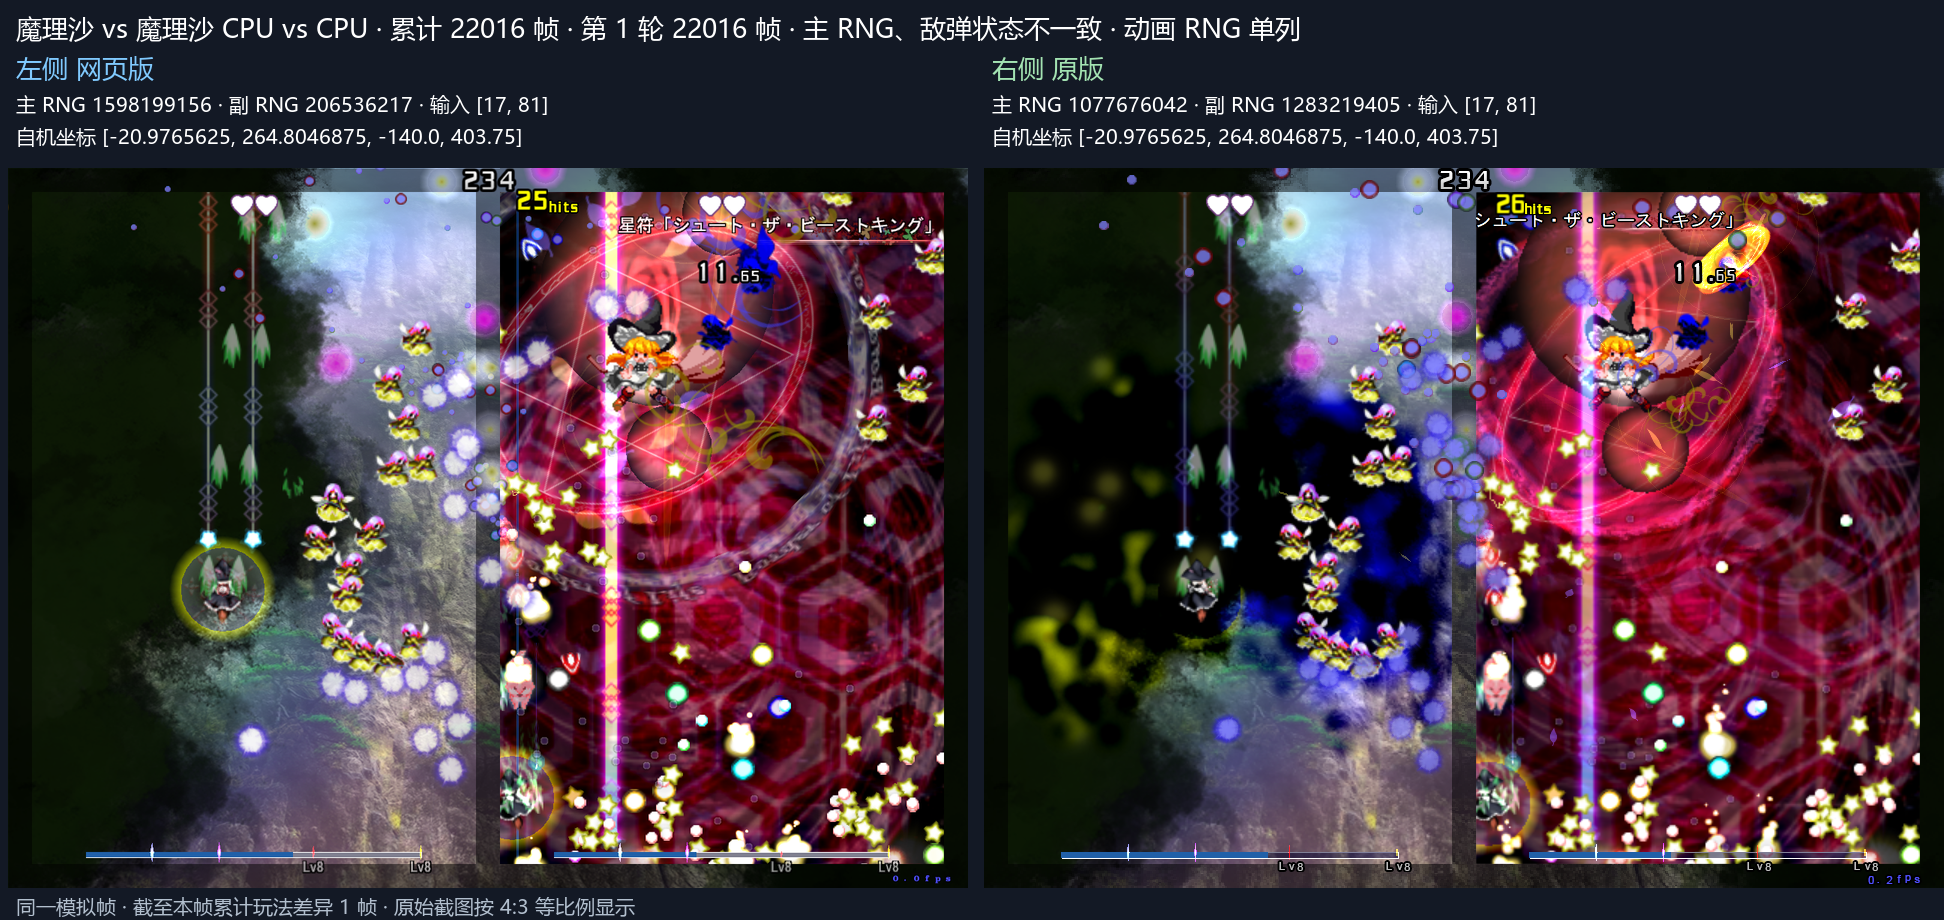 魔理沙 vs 魔理沙 CPU vs CPU · 累计 22016 帧 · 第 1 轮 22016 帧 · 主 RNG、敌弹状态不一致 · 动画 RNG 单列
左侧 网页版
主 RNG 1598199156 · 副 RNG 206536217 · 输入 [17, 81]
自机坐标 [-20.9765625, 264.8046875, -140.0, 403.75]
234
25hits
星符「シュート・ザ・ビーストキング」
11.65
Lv8
Lv8
Lv8
Lv8
0.0fps
右侧 原版
主 RNG 1077676042 · 副 RNG 1283219405 · 输入 [17, 81]
自机坐标 [-20.9765625, 264.8046875, -140.0, 403.75]
234
26hits
シュート・ザ・ビーストキング」
11.65
Lv8
Lv8
Lv8
Lv8
0.2fps
同一模拟帧 · 截至本帧累计玩法差异 1 帧 · 原始截图按 4:3 等比例显示